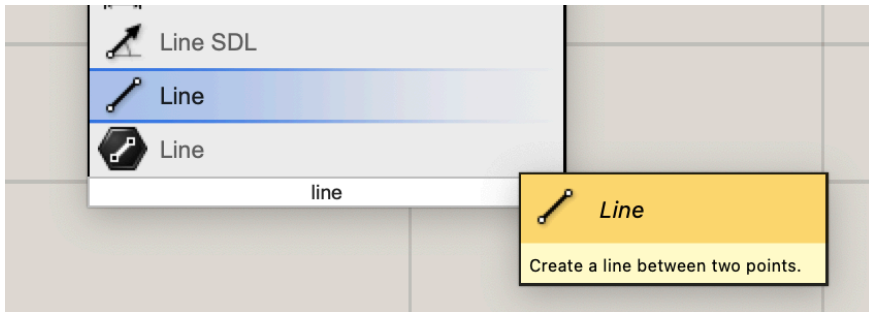 Line SDL
Line
Line
line
Line
Create a line between two points.